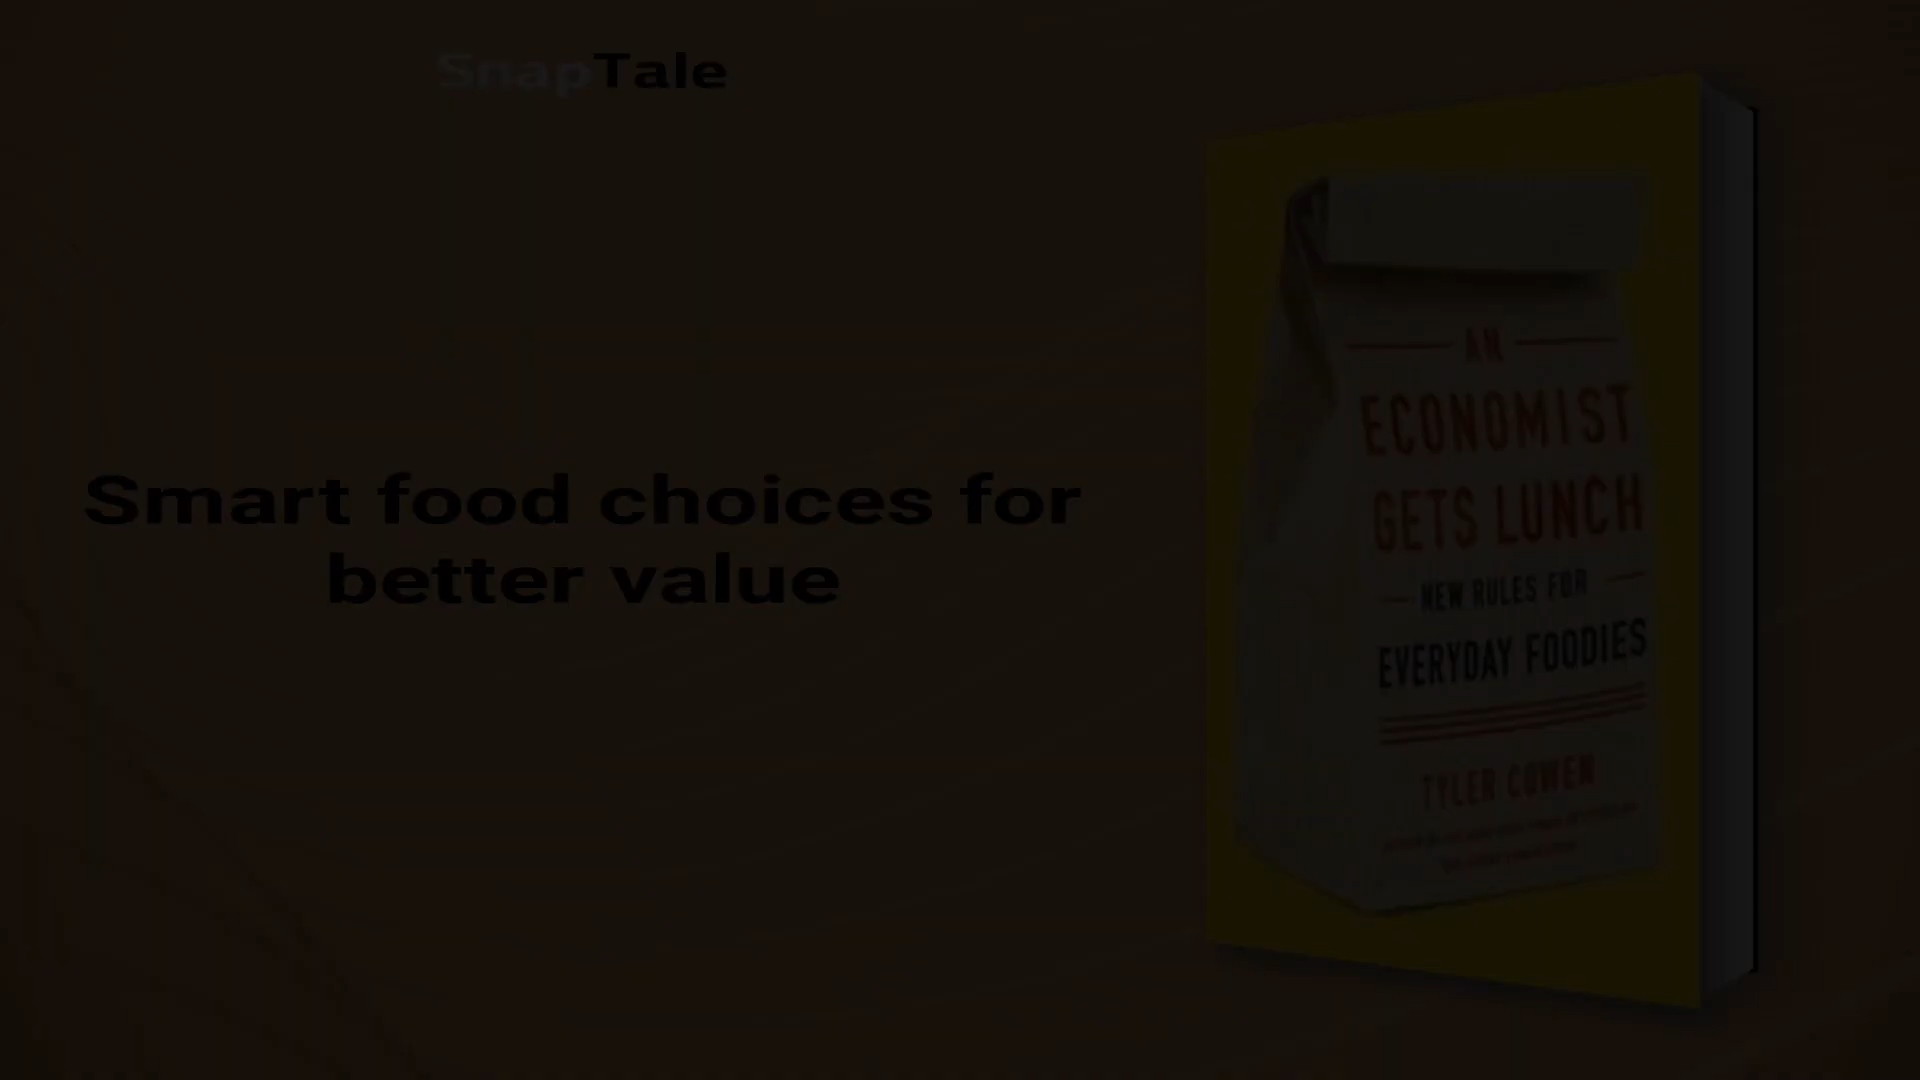 SnapTale
Smart food choices for
better value
AN
ECONOMIST
GETS LUNCH
NEW RULES FOR
EVERYDAY FOODIES
TYLER COWEN